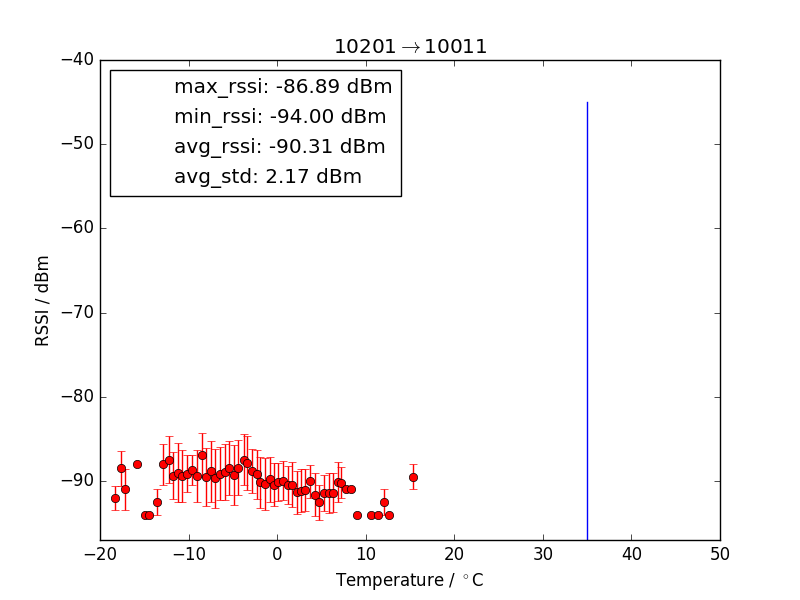 10201→10011
max_rssi: -86.89 dBm
min_rssi: -94.00 dBm
avg_rssi: -90.31 dBm
avg_std: 2.17 dBm
−40
−50
−60
−70
−80
−90
RSSI / dBm
−20 −10 0 10 20 30 40 50
Temperature / °C